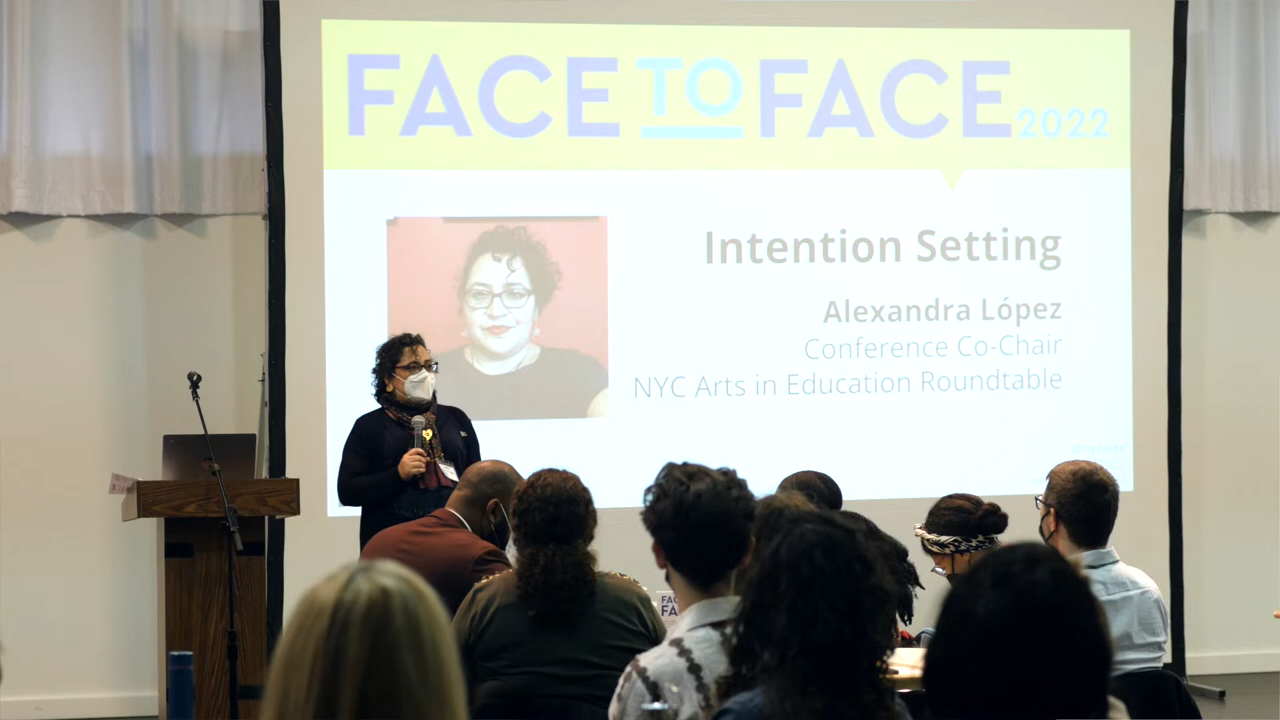 FACE TO FACE 2022
Intention Setting
Alexandra López
Conference Co-Chair
NYC Arts in Education Roundtable